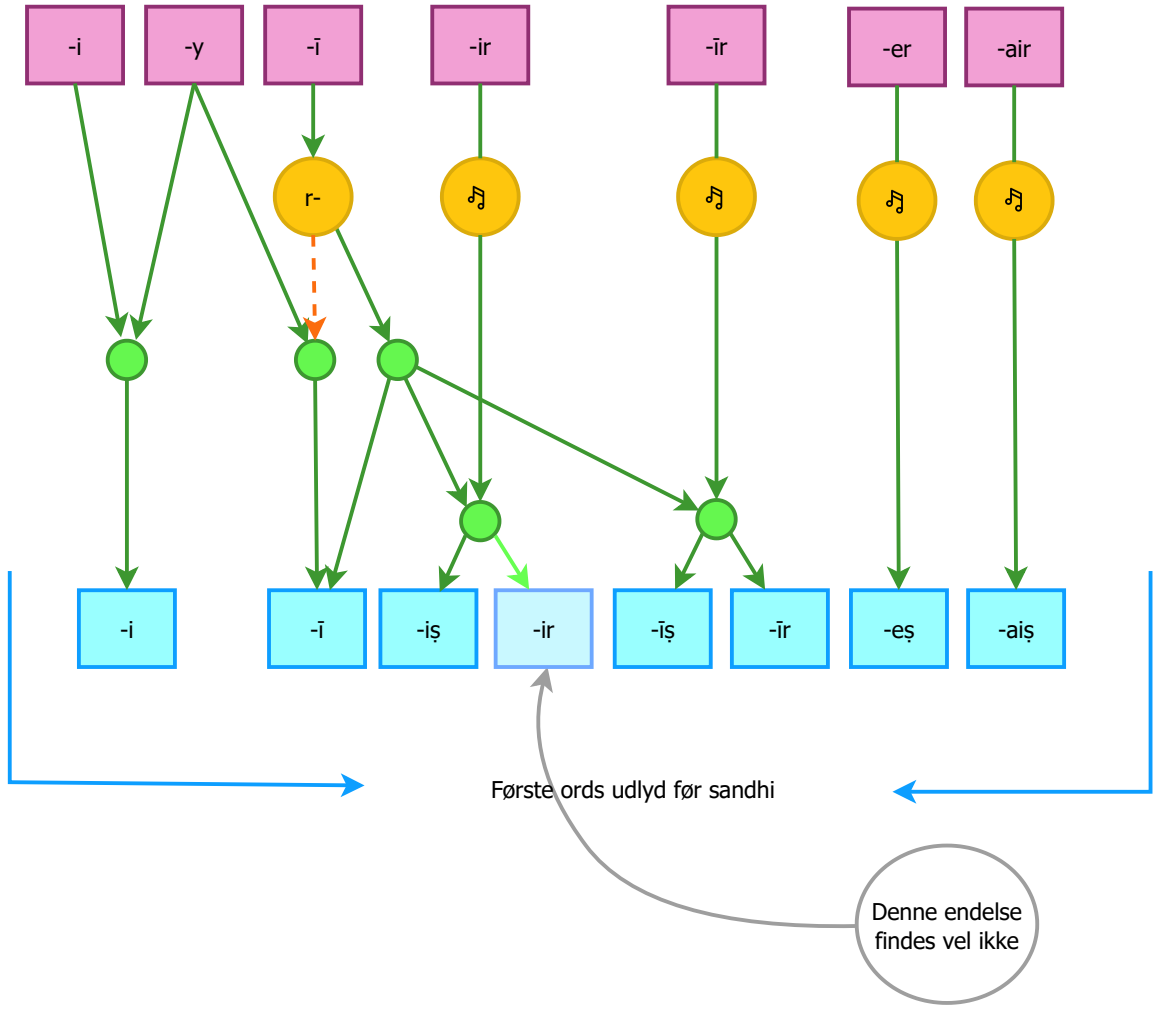 -i
-y
-ī
-ir
-īr
-er
-air
r-
-i
-ī
-iṣ
-ir
-īṣ
-īr
-eṣ
-aiṣ
Første ords udlyd før sandhi
Denne endelse
findes vel ikke